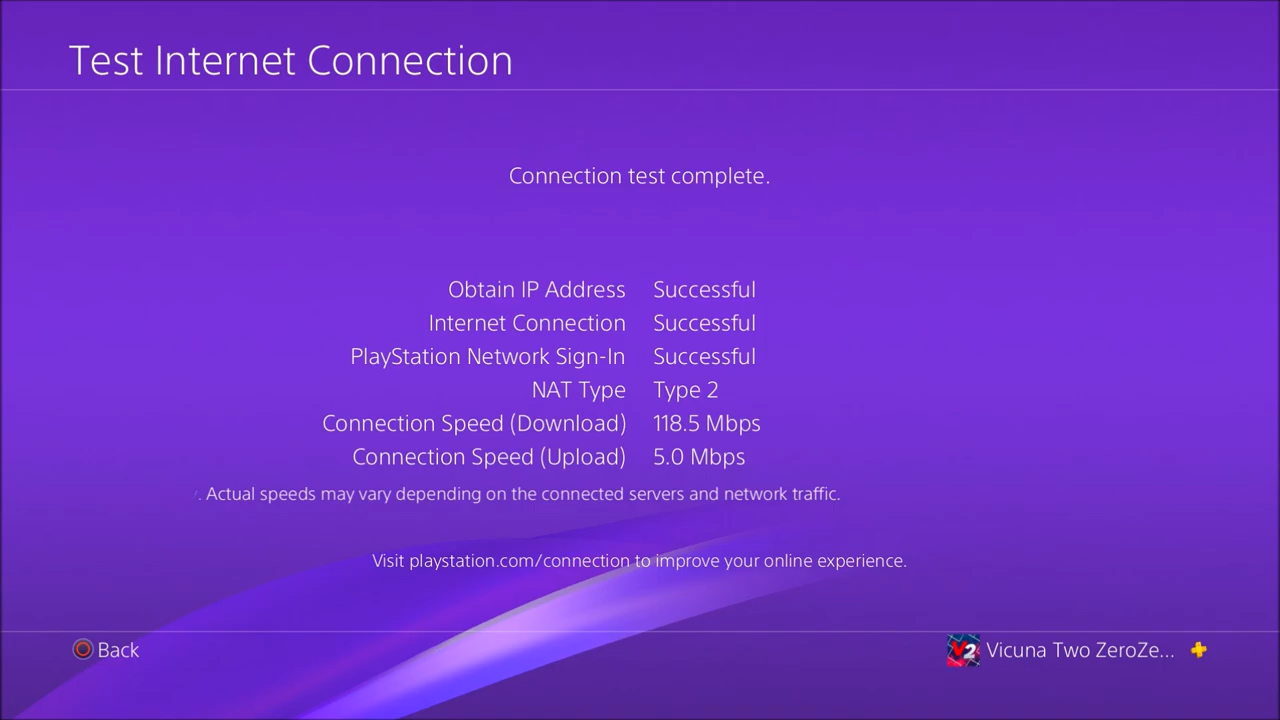 Test Internet Connection
Connection test complete.
Obtain IP Address Successful
Internet Connection Successful
PlayStation Network Sign-In Successful
NAT Type Type 2
Connection Speed (Download) 118.5 Mbps
Connection Speed (Upload) 5.0 Mbps
. Actual speeds may vary depending on the connected servers and network traffic.
Visit playstation.com/connection to improve your online experience.
Back
V2 Vicuna Two ZeroZe...